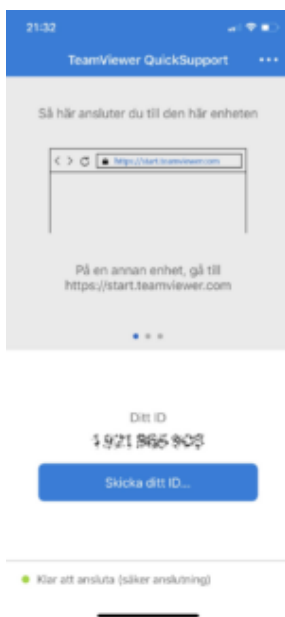 21:32
TeamViewer QuickSupport
Så här ansluter du till den här enheten
https://start.teamviewer.com
På en annan enhet, gå till
https://start.teamviewer.com
Ditt ID
Skicka ditt ID...
Klar att ansluta (säker anslutning)